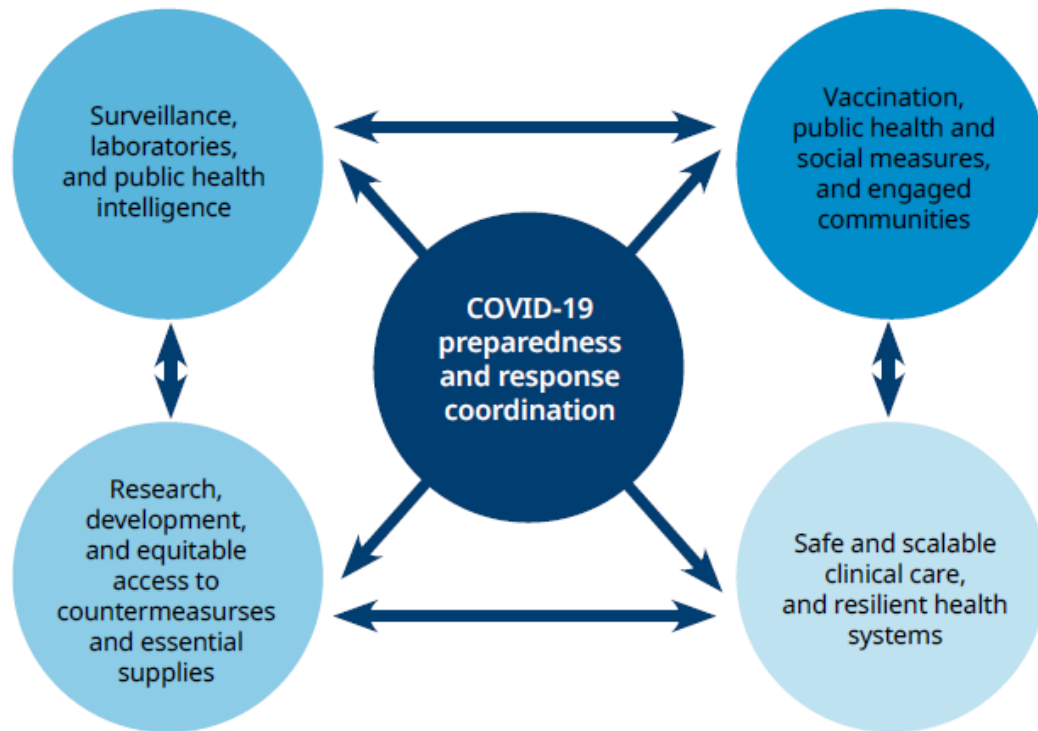 Surveillance,
laboratories,
and public health
intelligence
Vaccination,
public health and
social measures,
and engaged
communities
COVID-19
preparedness
and response
coordination
Research,
development,
and equitable
access to
countermeasurses
and essential
supplies
Safe and scalable
clinical care,
and resilient health
systems